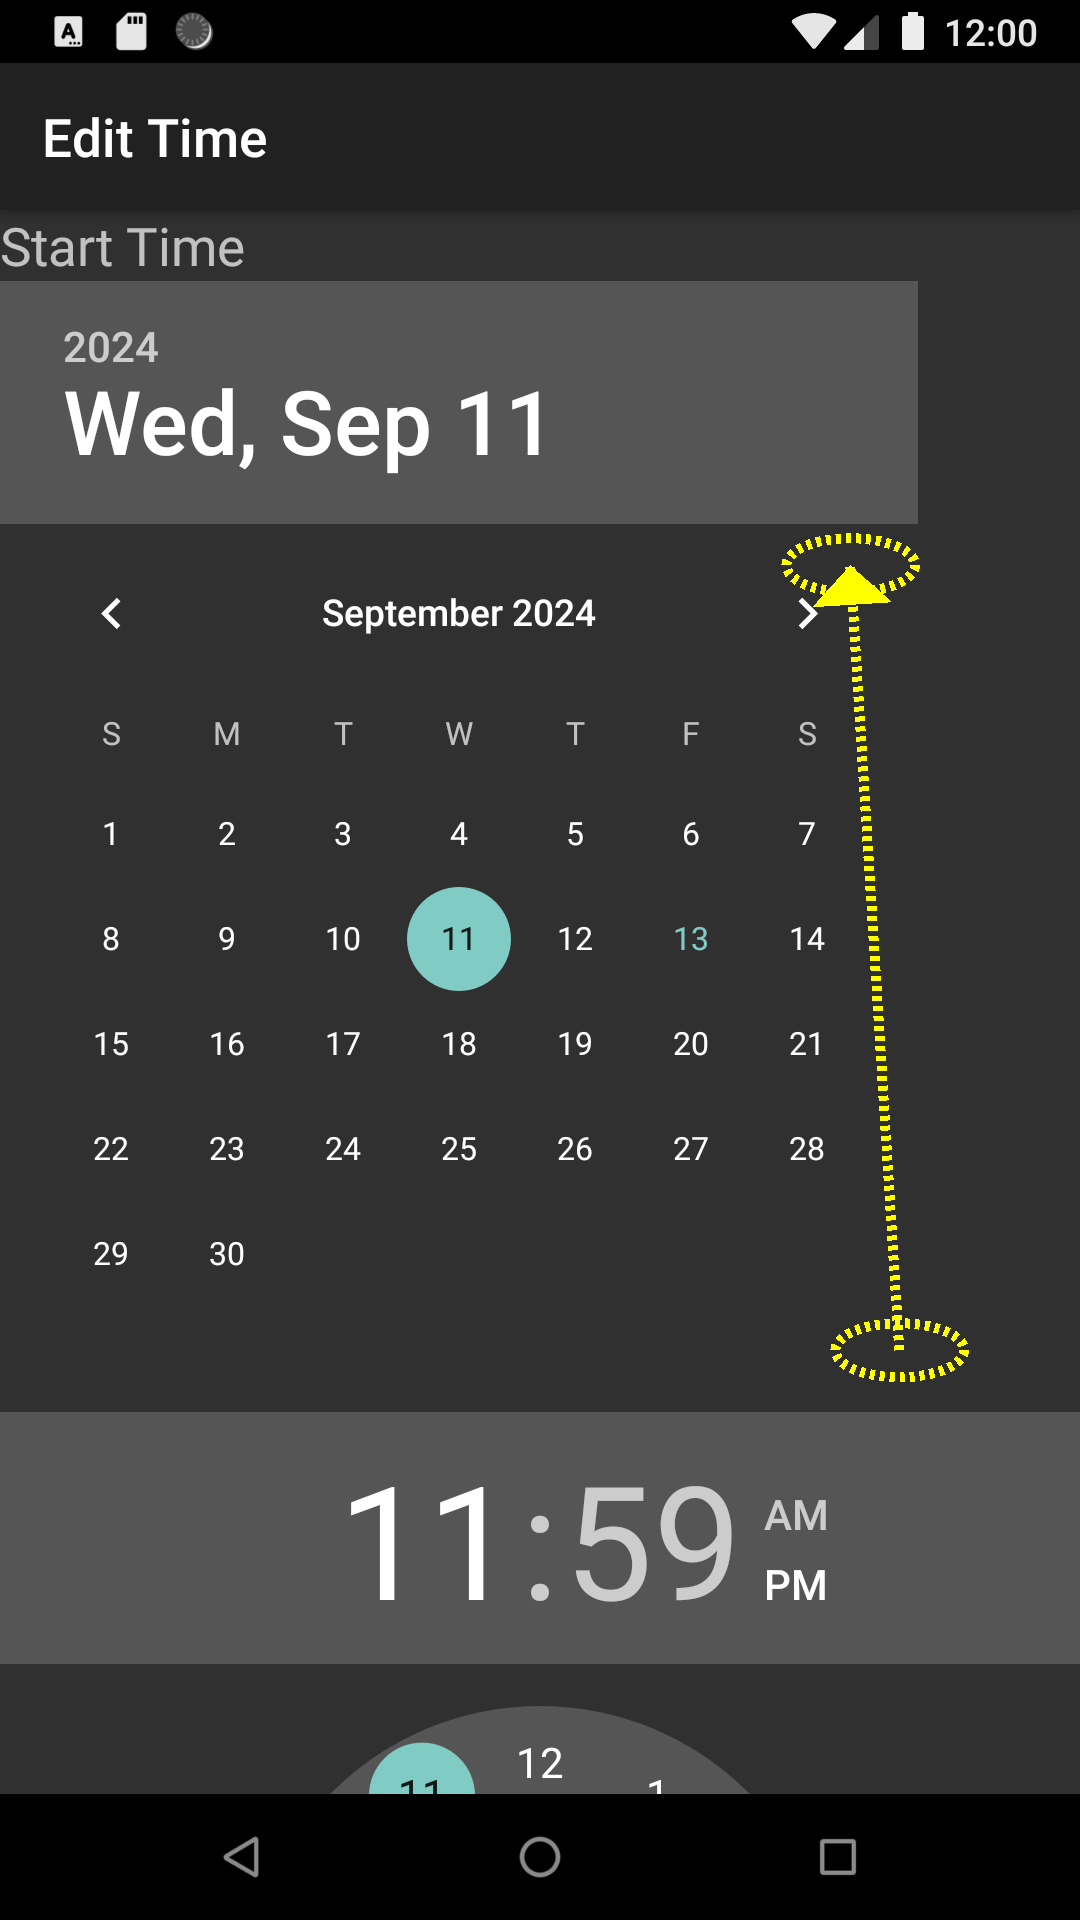 12:00
Edit Time
Start Time
2024
Wed, Sep 11
September 2024
S M T W T F S
1 2 3 4 5 6 7
8 9 10 11 12 13 14
15 16 17 18 19 20 21
22 23 24 25 26 27 28
29 30
11:59
AM
PM
12
11 1